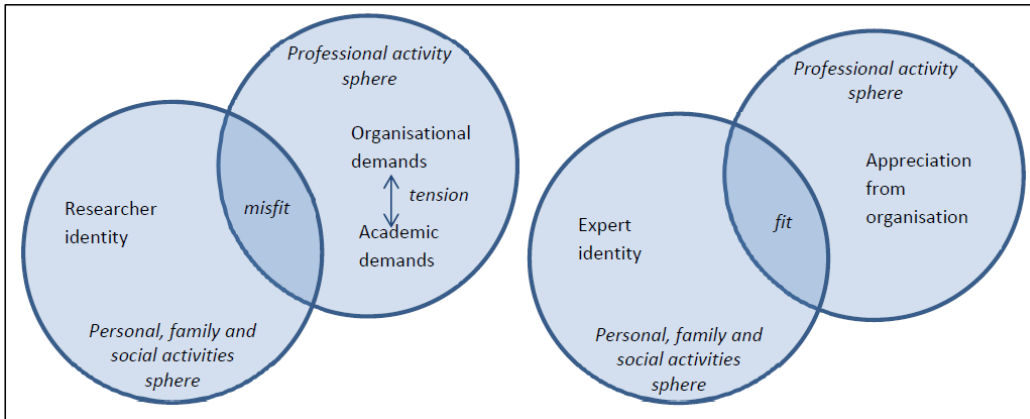 Professional activity
sphere
Organisational
demands
tension
Academic
demands
Researcher
identity
misfit
Personal, family and
social activities
sphere
Professional activity
sphere
Appreciation
from
organisation
Expert
identity
fit
Personal, family and
social activities
sphere